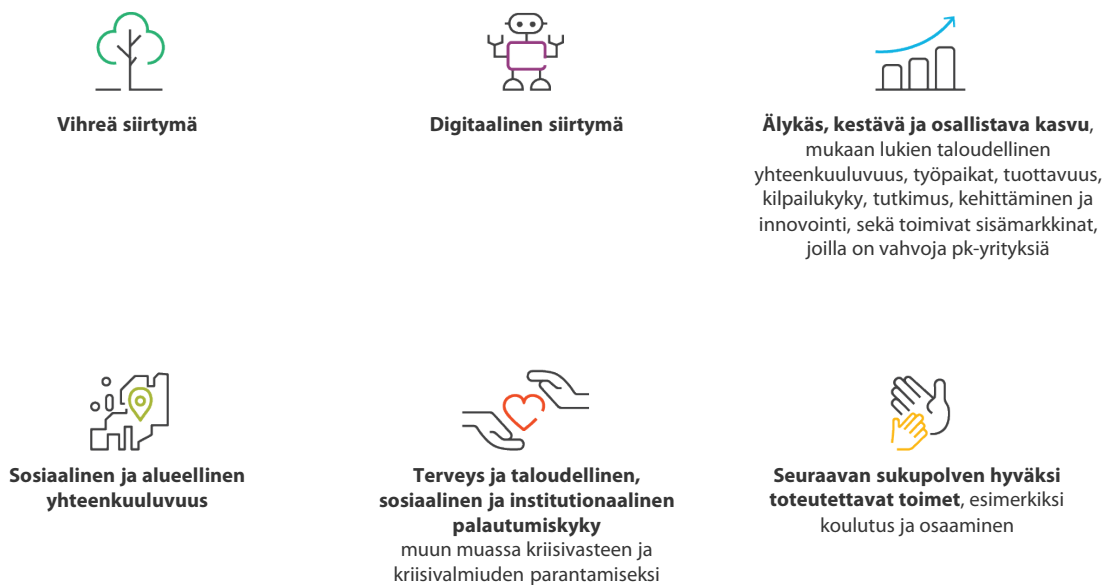 Vihreä siirtymä
Digitaalinen siirtymä
Älykäs, kestävä ja osallistava kasvu,
mukaan lukien taloudellinen
yhteenkuuluvuus, työpaikat, tuottavuus,
kilpailukyky, tutkimus, kehittäminen ja
innovointi, sekä toimivat sisämarkkinat,
joilla on vahvoja pk-yrityksiä
Sosiaalinen ja alueellinen
yhteenkuuluvuus
Terveys ja taloudellinen,
sosiaalinen ja institutionaalinen
palautumiskyky
muun muassa kriisivasteen ja
kriisivalmiuden parantamiseksi
Seuraavan sukupolven hyväksi
toteutettavat toimet, esimerkiksi
koulutus ja osaaminen